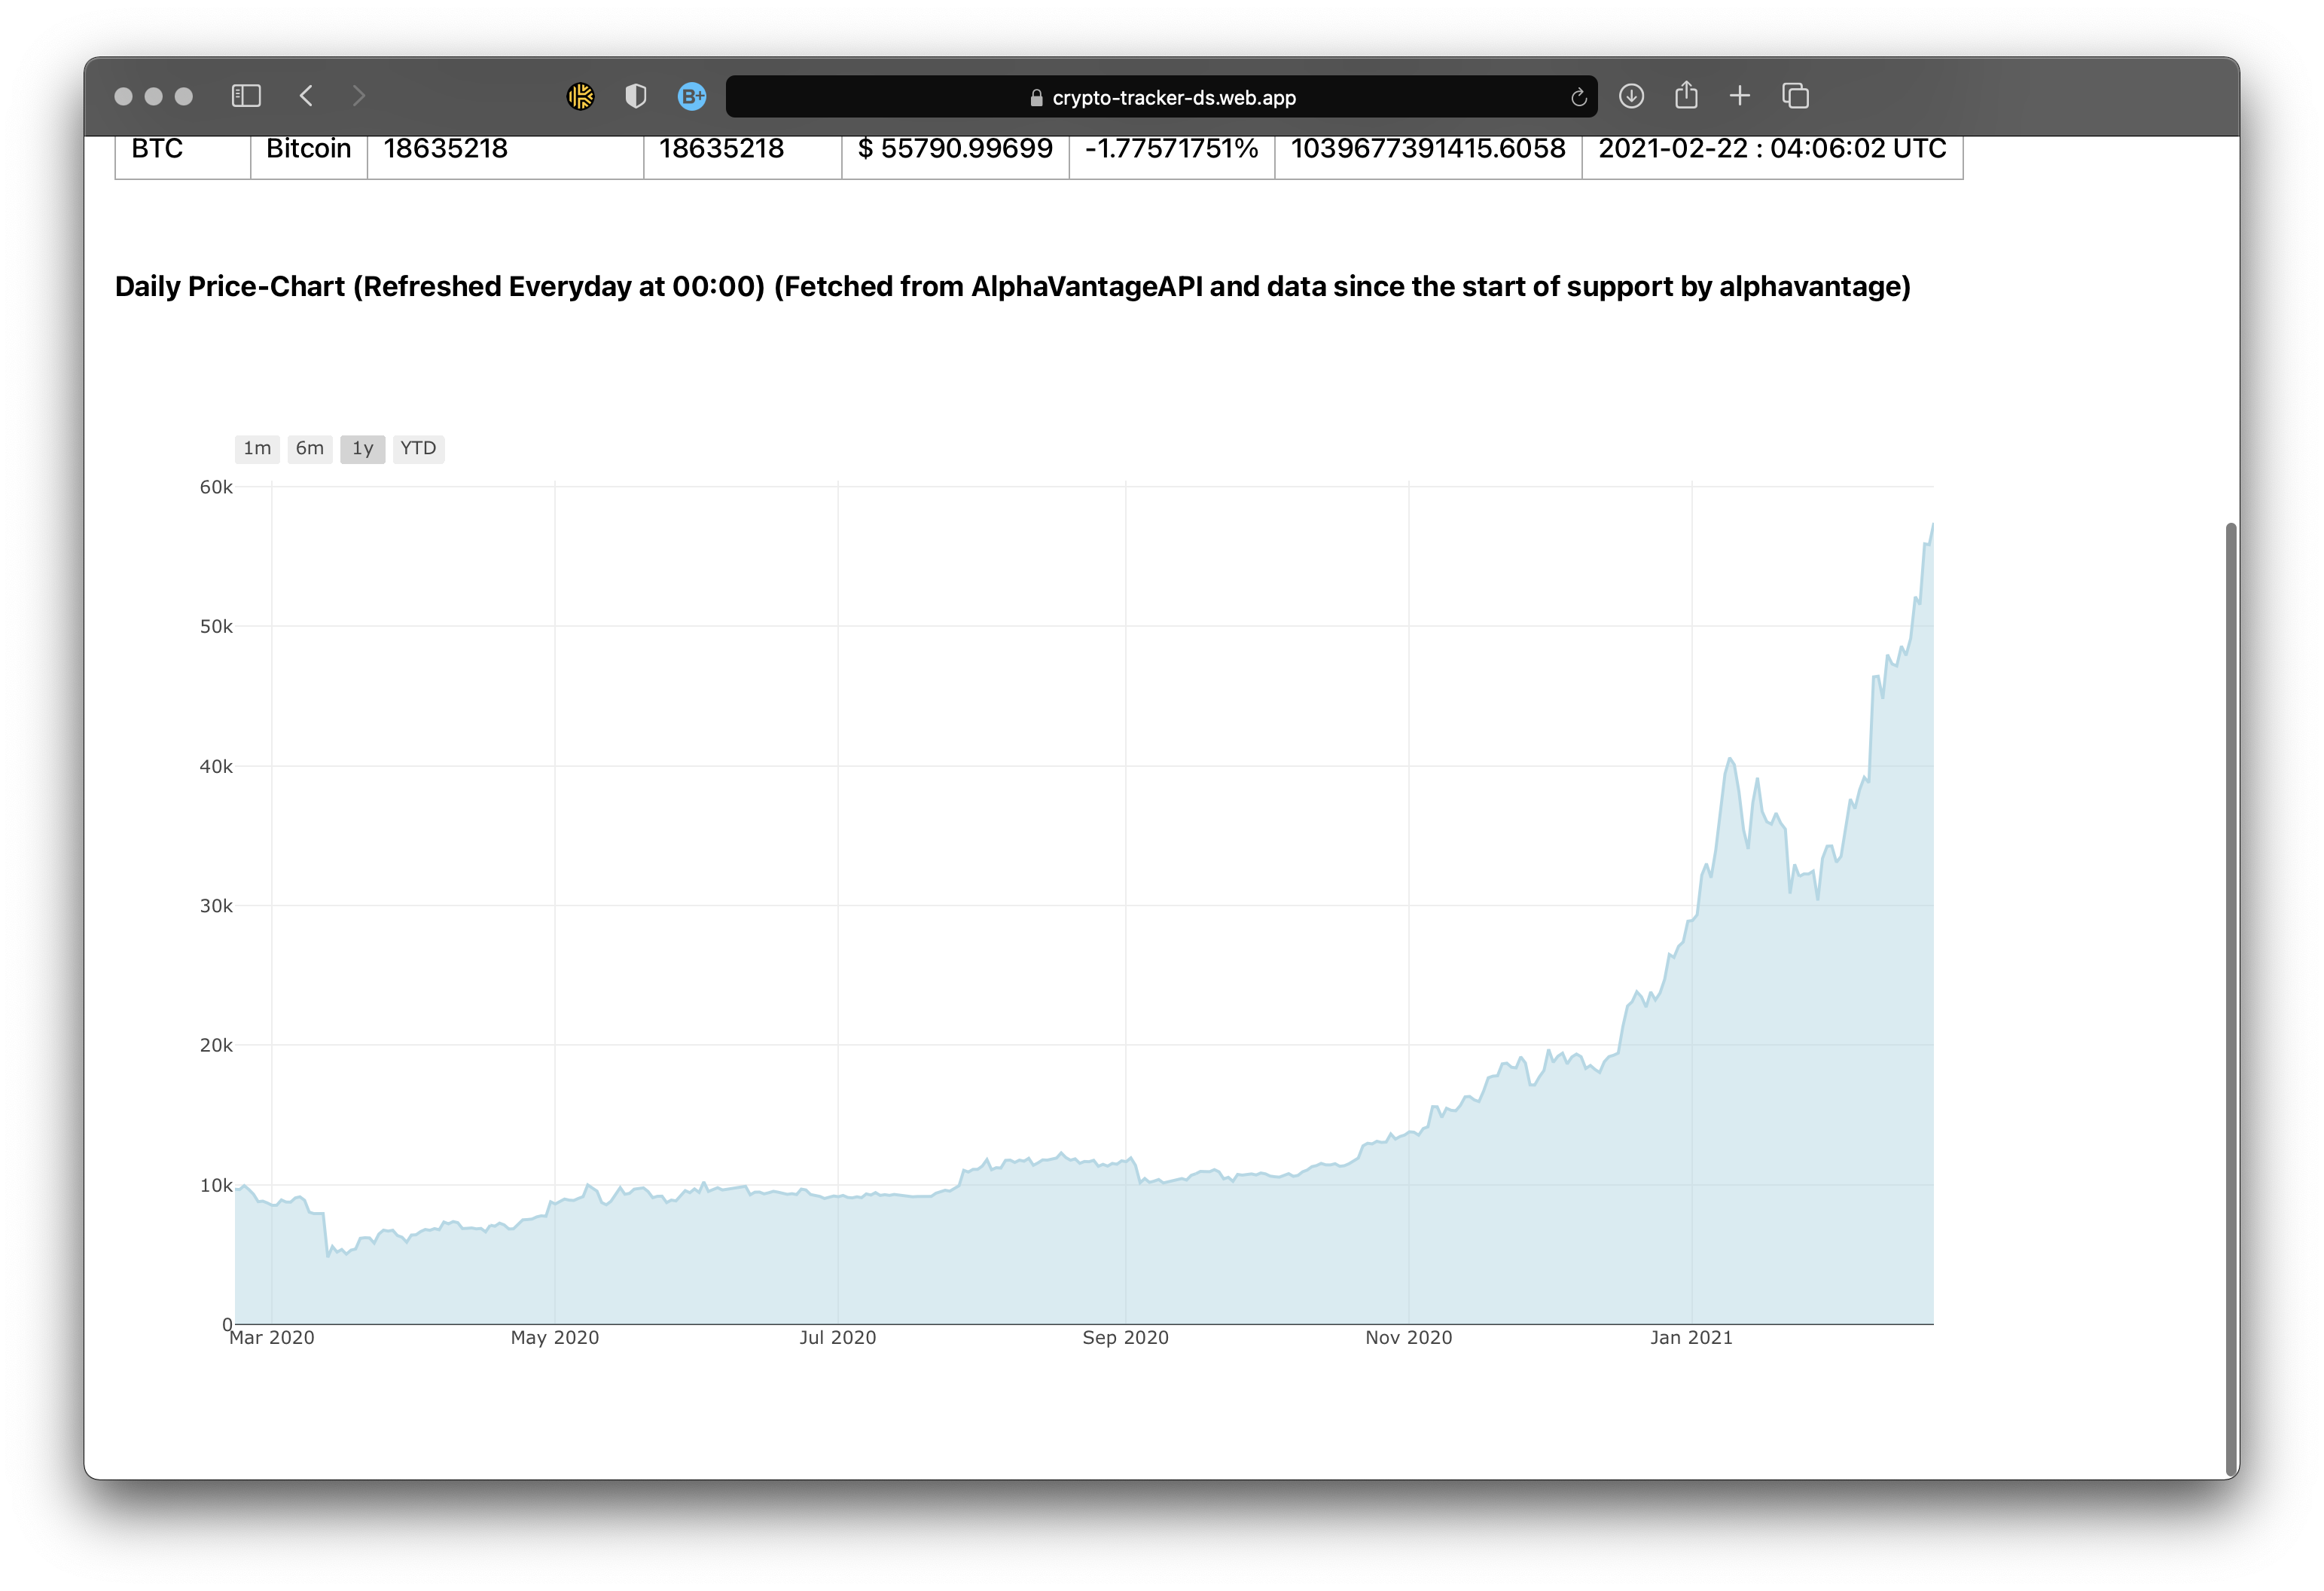 B+
crypto-tracker-ds.web.app
BTC Bitcoin 18635218 18635218 $ 55790.99699 -1.77571751% 1039677391415.6058 2021-02-22 : 04:06:02 UTC
Daily Price-Chart (Refreshed Everyday at 00:00) (Fetched from AlphaVantageAPI and data since the start of support by alphavantage)
1m 6m 1y YTD
60k
50k
40k
30k
20k
10k
0
Mar 2020 May 2020 Jul 2020 Sep 2020 Nov 2020 Jan 2021